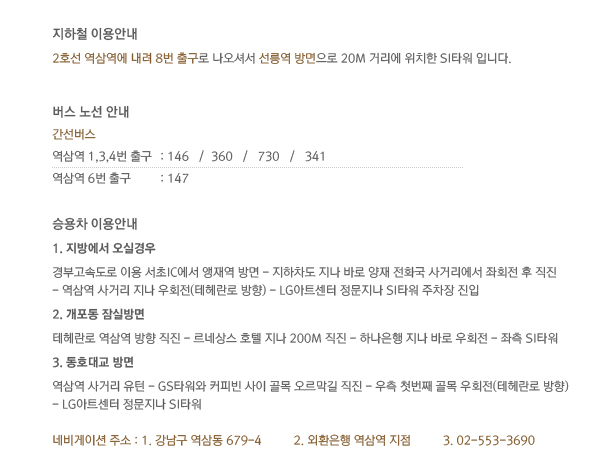 지하철 이용안내
2호선 역삼역에 내려 8번 출구로 나오셔서 선릉역 방면으로 20M 거리에 위치한 SI타워 입니다.
버스 노선 안내
간선버스
역삼역 1,3,4번 출구 : 146 / 360 / 730 / 341
역삼역 6번 출구 : 147
승용차 이용안내
1. 지방에서 오실경우
경부고속도로 이용 서초IC에서 앵재역 방면 - 지하차도 지나 바로 양재 전화국 사거리에서 좌회전 후 직진
- 역삼역 사거리 지나 우회전(테헤란로 방향) - LG아트센터 정문지나 SI타워 주차장 진입
2. 개포동 잠실방면
테헤란로 역삼역 방향 직진 - 르네상스 호텔 지나 200M 직진 - 하나은행 지나 바로 우회전 - 좌측 SI타워
3. 동호대교 방면
역삼역 사거리 유턴 - GS타워와 커피빈 사이 골목 오르막길 직진 - 우측 첫번째 골목 우회전(테헤란로 방향)
- LG아트센터 정문지나 SI타워
네비게이션 주소 : 1. 강남구 역삼동 679-4 2. 외환은행 역삼역 지점 3. 02-553-3690